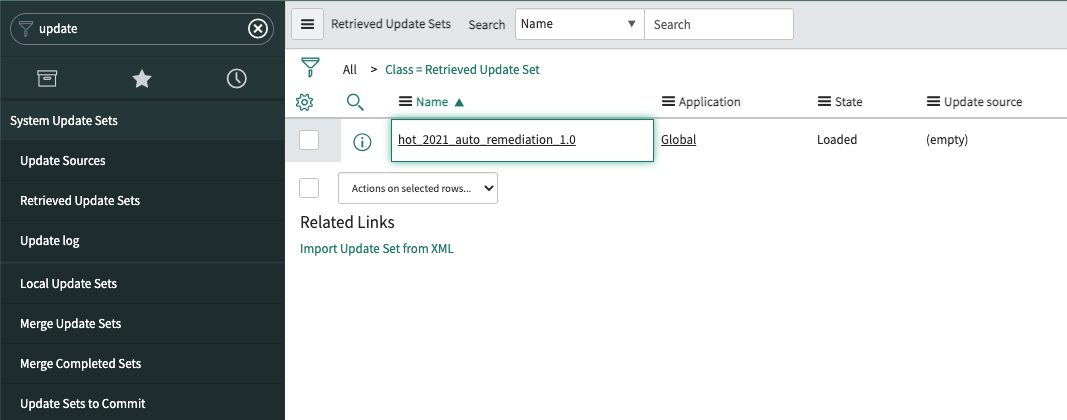 update
System Update Sets
Update Sources
Retrieved Update Sets
Update log
Local Update Sets
Merge Update Sets
Merge Completed Sets
Update Sets to Commit
Retrieved Update Sets Search Name Search
All > Class = Retrieved Update Set
Name Application State Update source
hot_2021_auto_remediation_1.0 Global Loaded (empty)
Actions on selected rows...
Related Links
Import Update Set from XML